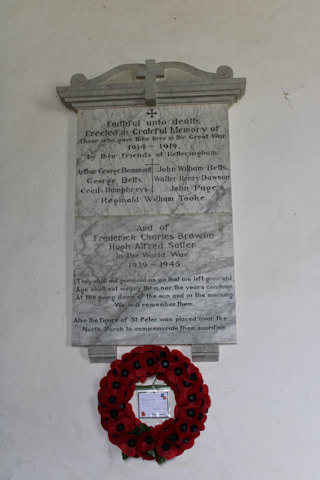 Faithful unto death.
Erected in Grateful Memory of
Those who gave their life in the Great War
1914 – 1919,
by their friends at Ketteringham.
Arthur George Beaumont John William Betts.
George Betts. Walter Henry Dawson
Cecil Humphreys. John Page.
Reginald William Tooke.
And of
Frederick Charles Browne
Hugh Alfred Salter
In the World War
1939 – 1945.
They shall not grow old as we that are left grow old.
Age shall not weary them nor the years condemn
At the going down of the sun and in the morning
We will remember them.
Also the figure of St Peter was placed over the
North Porch to commemorate their sacrifice.